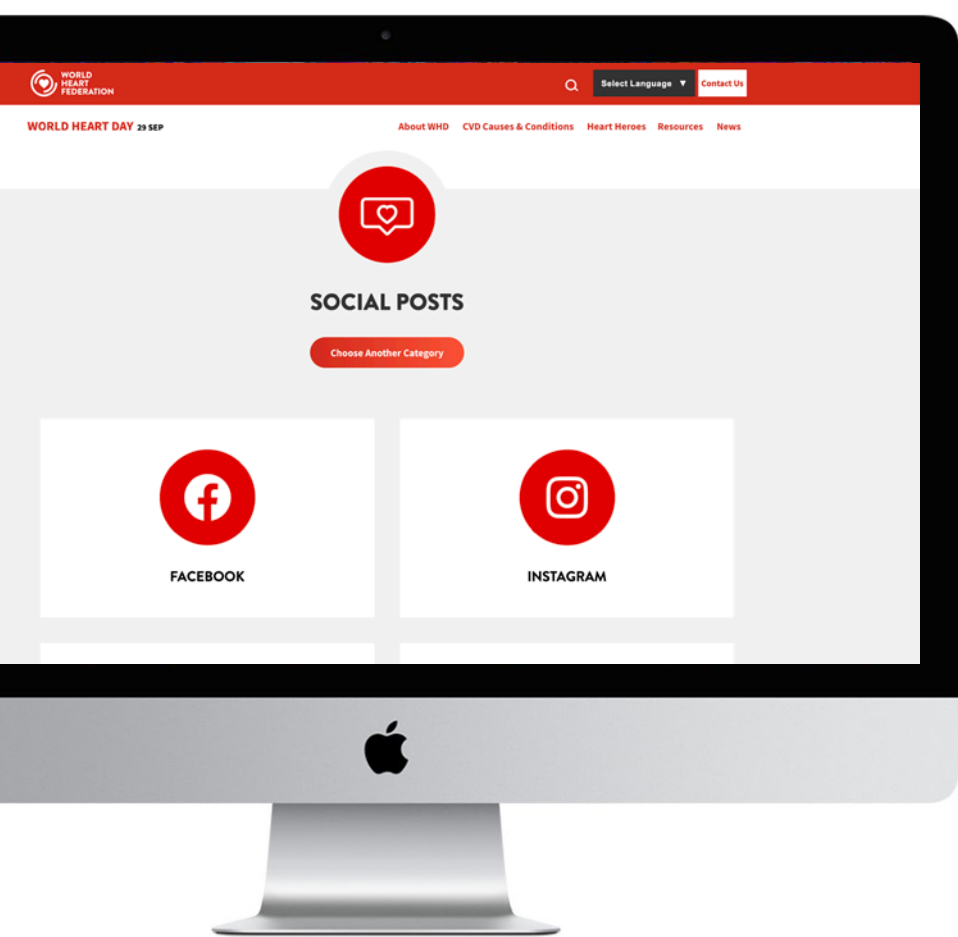 WORLD
HEART
FEDERATION
Select Language ▼
Contact Us
WORLD HEART DAY 29 SEP
About WHD CVD Causes & Conditions Heart Heroes Resources News
SOCIAL POSTS
Choose Another Category
FACEBOOK
INSTAGRAM